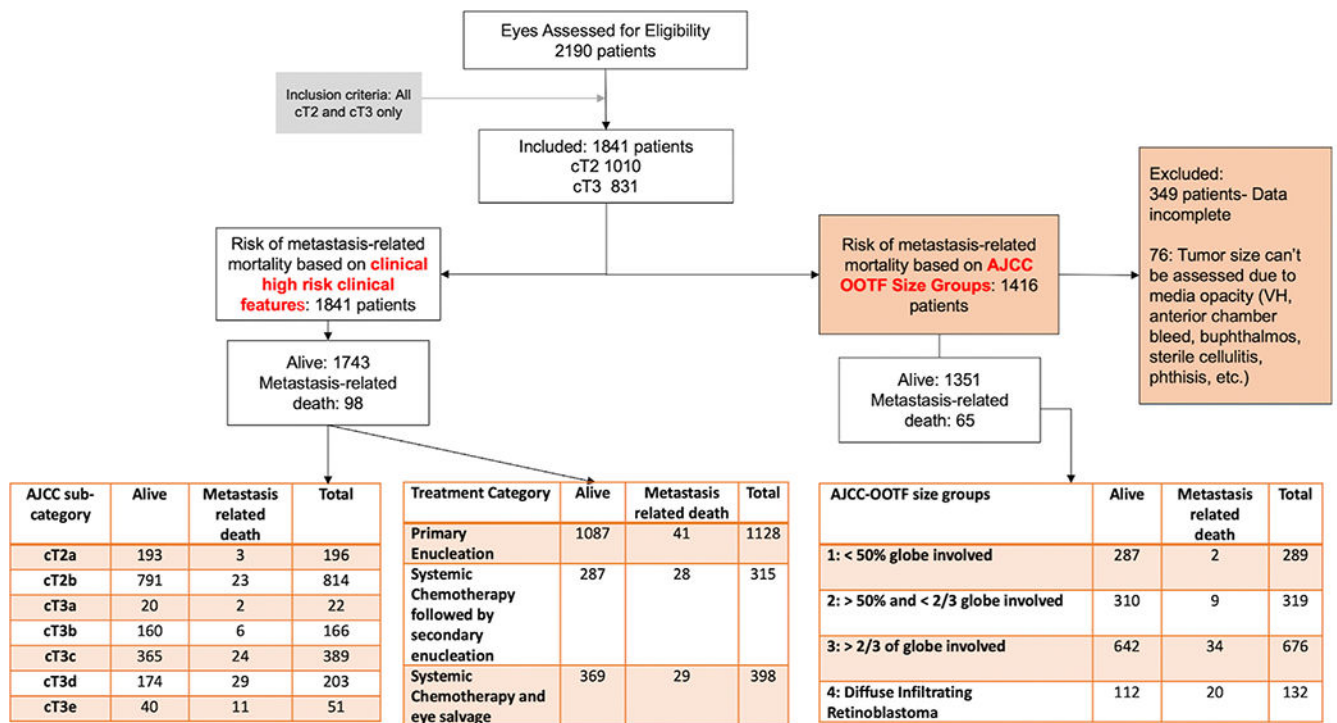 Eyes Assessed for Eligibility
2190 patients
Inclusion criteria: All
cT2 and cT3 only
Included: 1841 patients
cT2 1010
cT3 831
Excluded:
349 patients- Data
incomplete
76: Tumor size can't
be assessed due to
media opacity (VH,
anterior chamber
bleed, buphthalmos,
sterile cellulitis,
phthisis, etc.)
Risk of metastasis-related
mortality based on clinical
high risk clinical
features: 1841 patients
Risk of metastasis-related
mortality based on AJCC
OOTF Size Groups: 1416
patients
Alive: 1743
Metastasis-related
death: 98
Alive: 1351
Metastasis-related
death: 65
AJCC sub-
category
Alive
Metastasis
related
death
Total
cT2a 193 3 196
cT2b 791 23 814
cT3a 20 2 22
cT3b 160 6 166
cT3c 365 24 389
cT3d 174 29 203
cT3e 40 11 51
Treatment Category
Alive
Metastasis
related death
Total
Primary 1087 41 1128
Enucleation
Systemic 287 28 315
Chemotherapy
followed by
secondary
enucleation
Systemic 369 29 398
Chemotherapy and
eye salvage
AJCC-OOTF size groups
Alive
Metastasis
related
death
Total
1: < 50% globe involved 287 2 289
2: > 50% and < 2/3 globe involved 310 9 319
3: > 2/3 of globe involved 642 34 676
4: Diffuse Infiltrating 112 20 132
Retinoblastoma